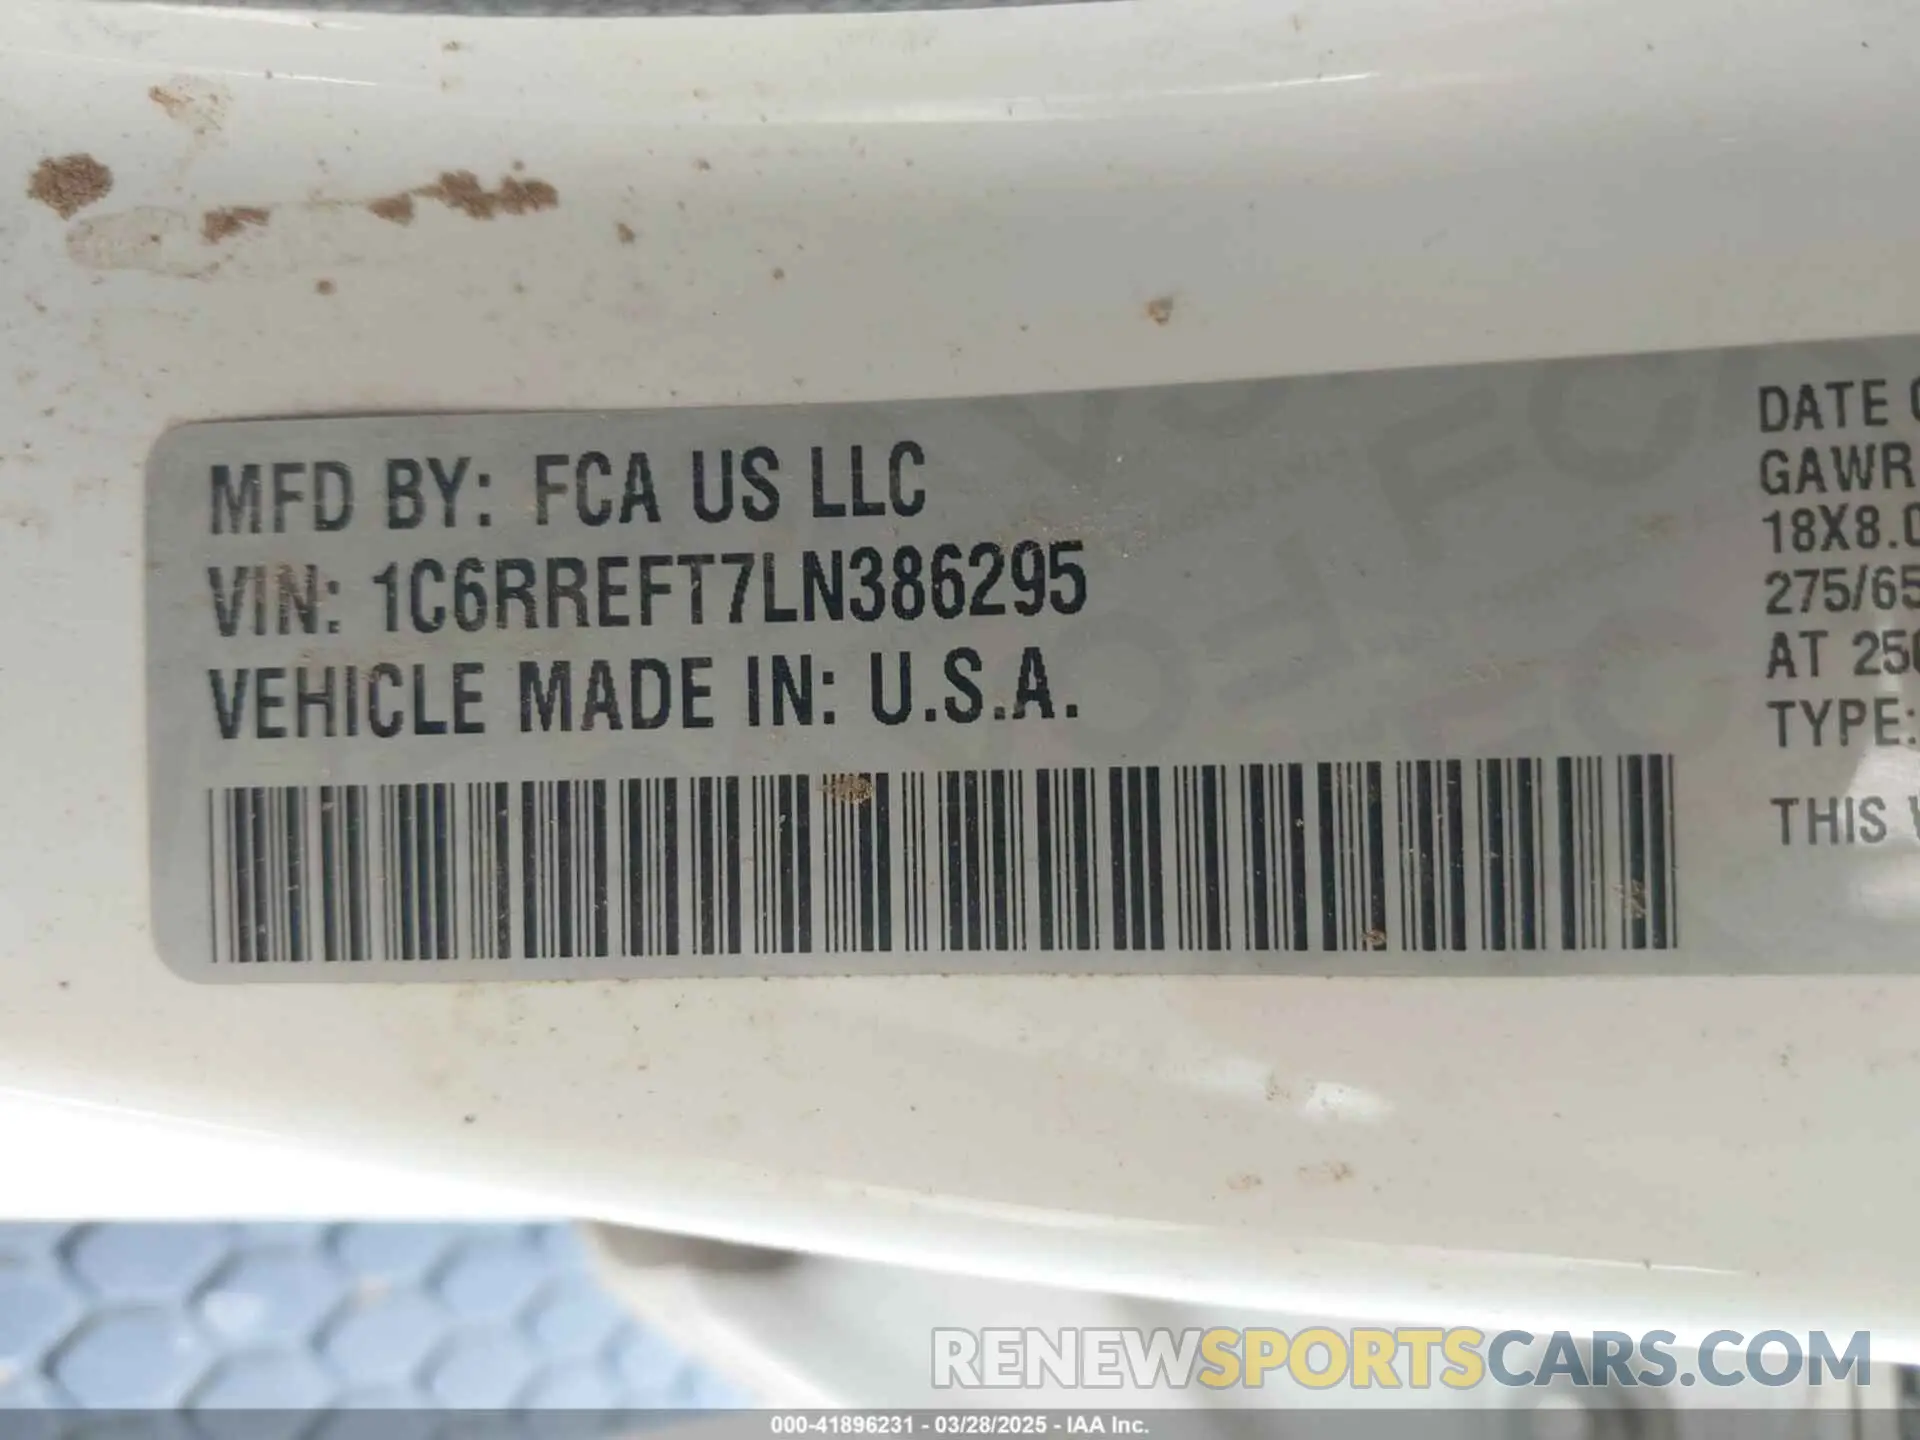 MFD BY: FCA US LLC
VIN: 1C6RREFT7LN386295
VEHICLE MADE IN: U.S.A.
DATE
GAWR
18X8.0
275/65
AT 250
TYPE:
THIS
RENEWSPORTSCARS.COM
000-41896231 - 03/28/2025 - IAA Inc.